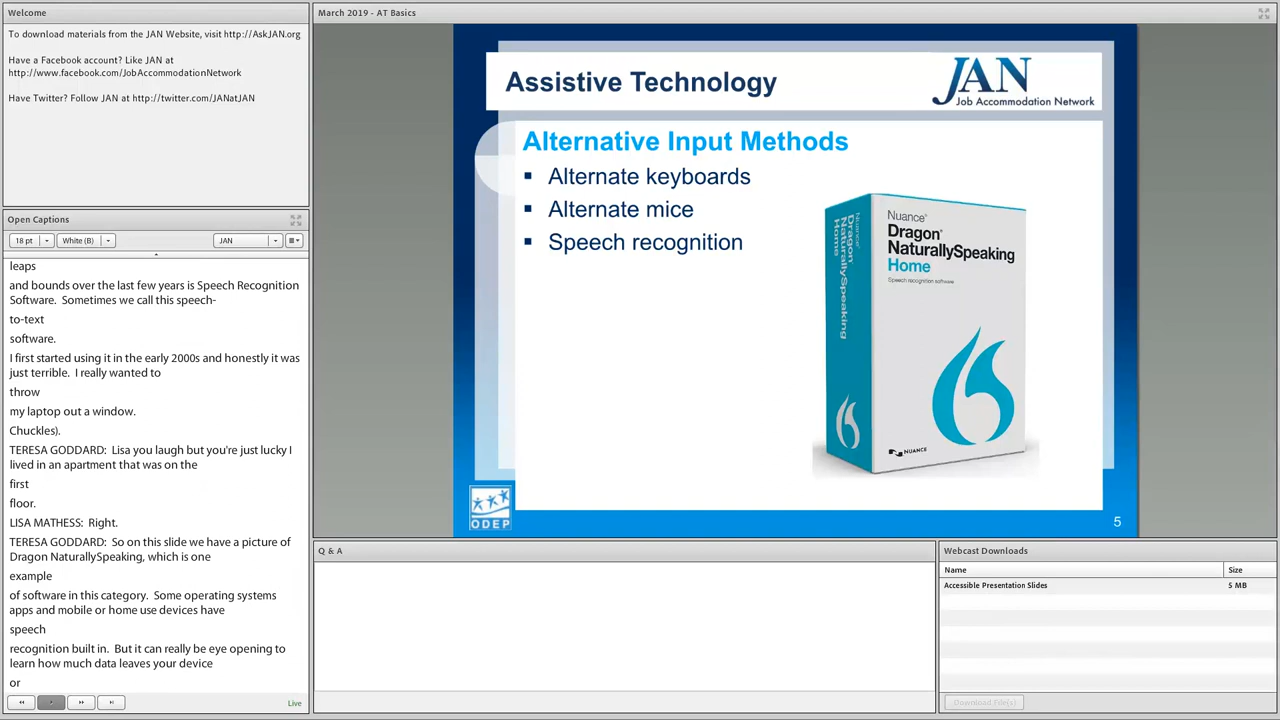 Welcome
To download materials from the JAN Website, visit http://AskJAN.org
Have a Facebook account? Like JAN at
http://www.facebook.com/JobAccommodationNetwork
Have Twitter? Follow JAN at http://twitter.com/JANatJAN
Open Captions
18 pt
White (B)
JAN
leaps
and bounds over the last few years is Speech Recognition
Software. Sometimes we call this speech-
to-text
software.
I first started using it in the early 2000s and honestly it was
just terrible. I really wanted to
throw
my laptop out a window.
Chuckles).
TERESA GODDARD: Lisa you laugh but you're just lucky I
lived in an apartment that was on the
first
floor.
LISA MATHESS: Right.
TERESA GODDARD: So on this slide we have a picture of
Dragon NaturallySpeaking, which is one
example
of software in this category. Some operating systems
apps and mobile or home use devices have
speech
recognition built in. But it can really be eye opening to
learn how much data leaves your device
or
Live
March 2019 - AT Basics
Assistive Technology
JAN
Job Accommodation Network
Alternative Input Methods
▪ Alternate keyboards
▪ Alternate mice
▪ Speech recognition
Nuance®
Dragon®
NaturallySpeaking
Home
Speech recognition software
Nuance®
Dragon®
NaturallySpeaking
Home
NUANCE
ODEP
5
Q & A
Webcast Downloads
Name
Size
Accessible Presentation Slides
5 MB
Download File(s)